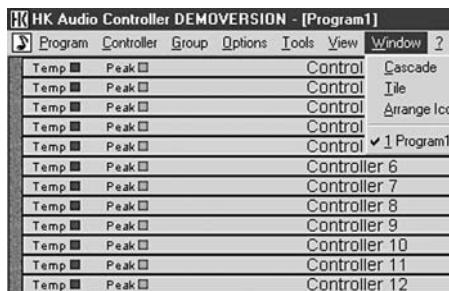 HK HK Audio Controller DEMOVERSION - [Program1]
Program Controller Group Options Tools View Window ?
Temp Peak Control Cascade
Temp Peak Control Tile
Temp Peak Control Arrange Ico
Temp Peak Control
Temp Peak Control ✓ 1 Program1
Temp Peak Controller 6
Temp Peak Controller 7
Temp Peak Controller 8
Temp Peak Controller 9
Temp Peak Controller 10
Temp Peak Controller 11
Temp Peak Controller 12